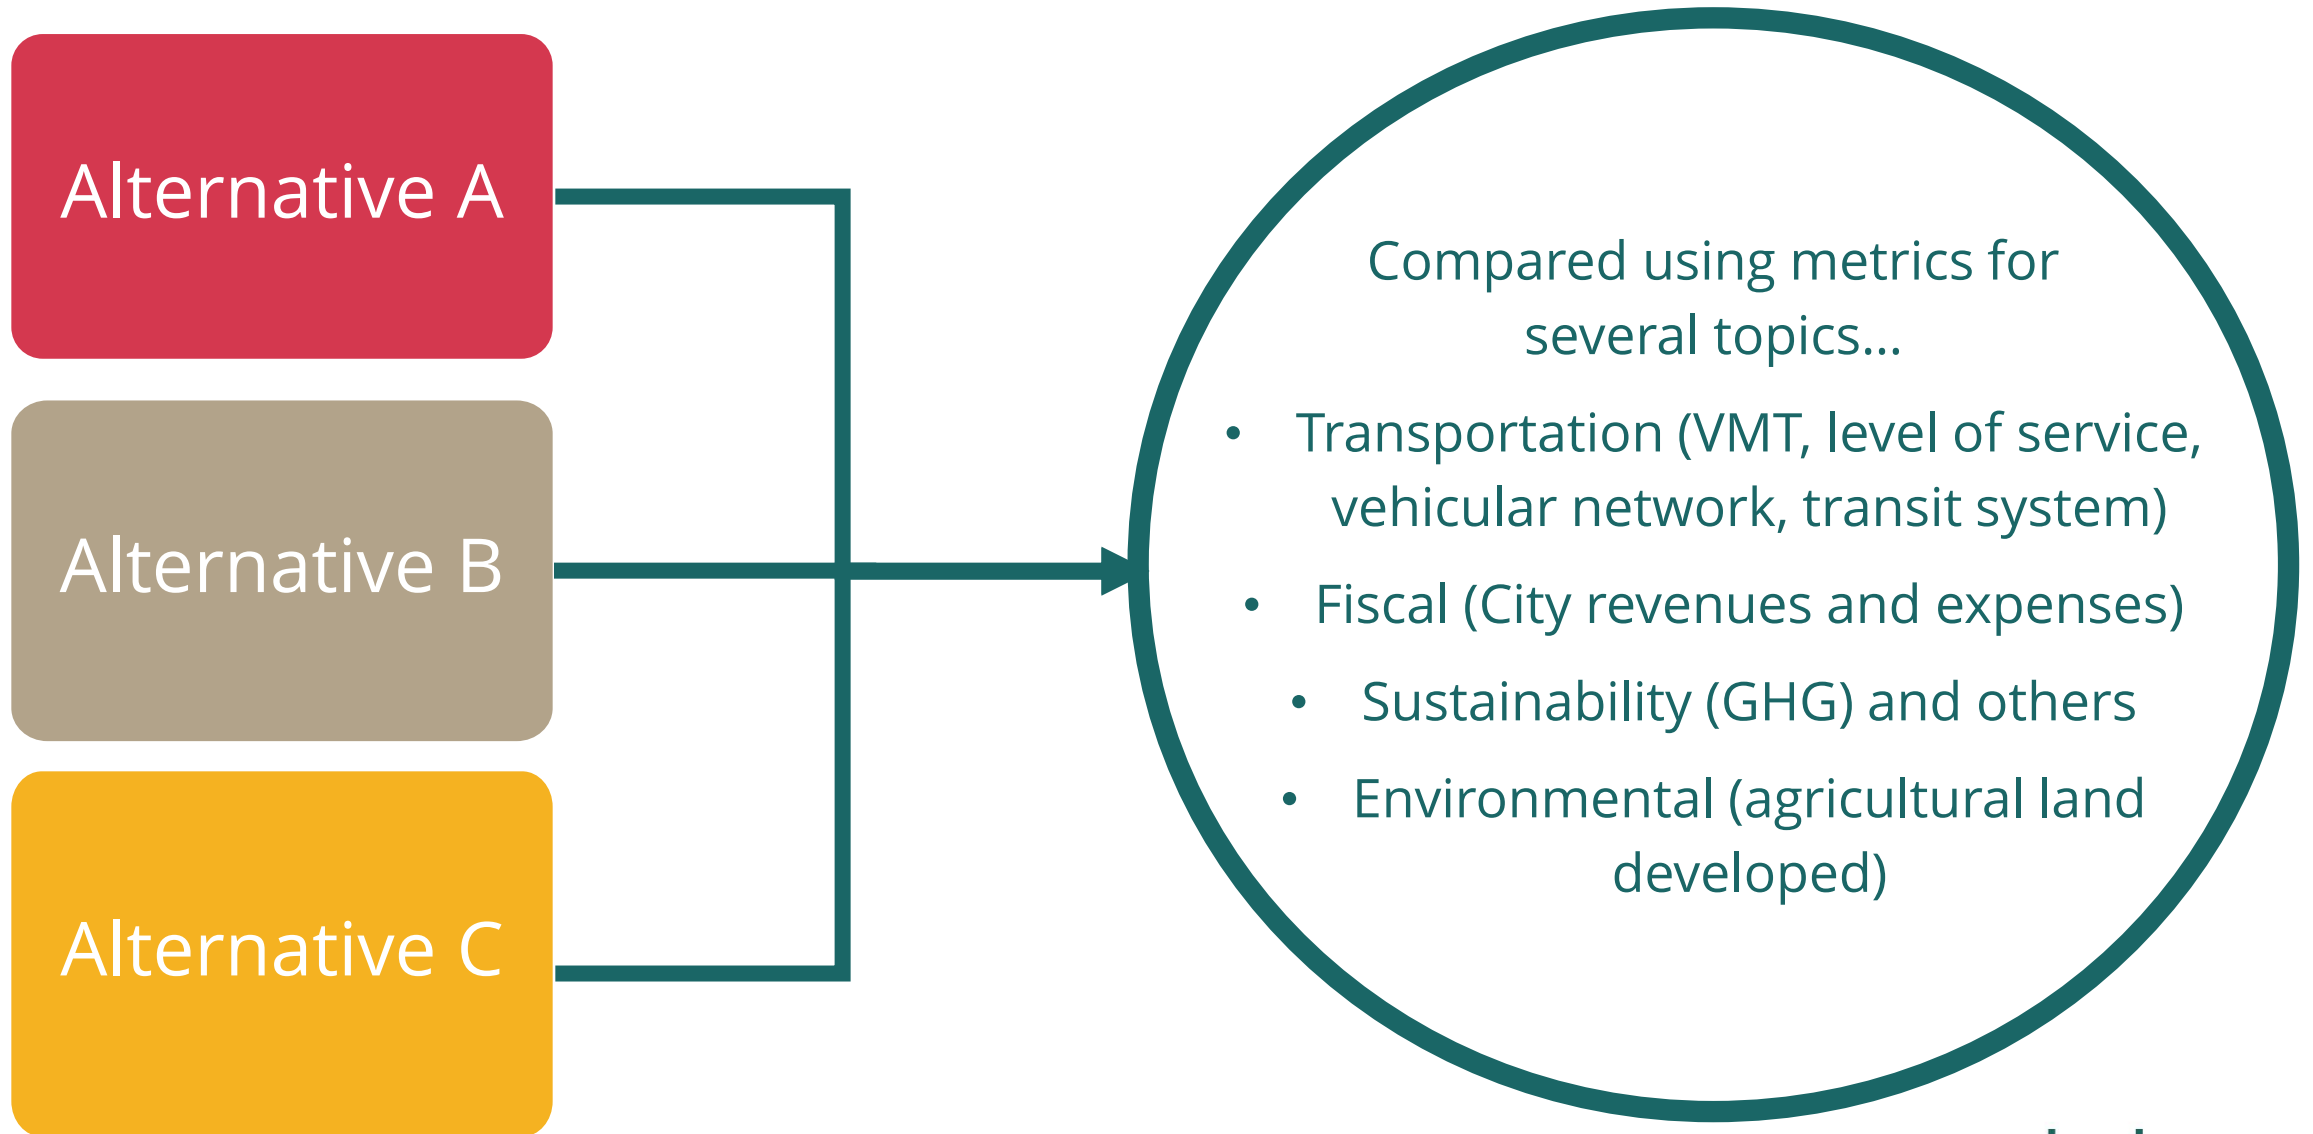 Alternative A
Alternative B
Alternative C
Compared using metrics for
several topics...
• Transportation (VMT, level of service,
vehicular network, transit system)
• Fiscal (City revenues and expenses)
• Sustainability (GHG) and others
• Environmental (agricultural land
developed)